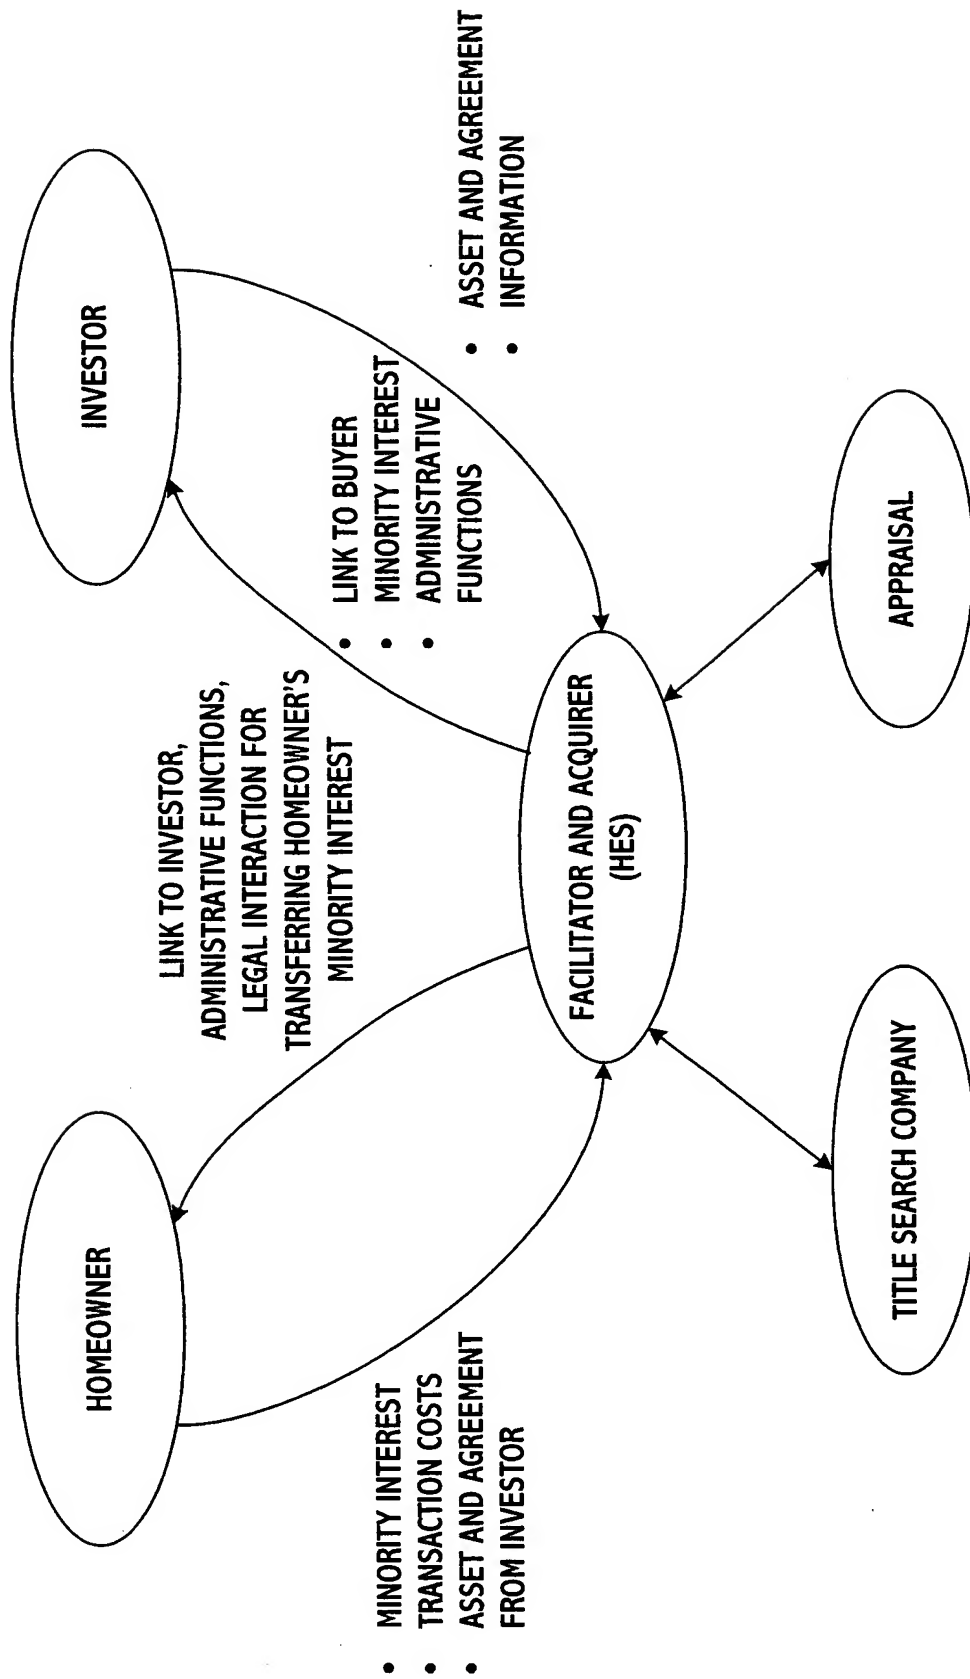 HOMEOWNER
INVESTOR
LINK TO INVESTOR,
ADMINISTRATIVE FUNCTIONS,
LEGAL INTERACTION FOR
TRANSFERRING HOMEOWNER'S
MINORITY INTEREST
• LINK TO BUYER
• MINORITY INTEREST
• ADMINISTRATIVE
FUNCTIONS
• MINORITY INTEREST
• TRANSACTION COSTS
• ASSET AND AGREEMENT
FROM INVESTOR
• ASSET AND AGREEMENT
• INFORMATION
FACILITATOR AND ACQUIRER
(HES)
TITLE SEARCH COMPANY
APPRAISAL